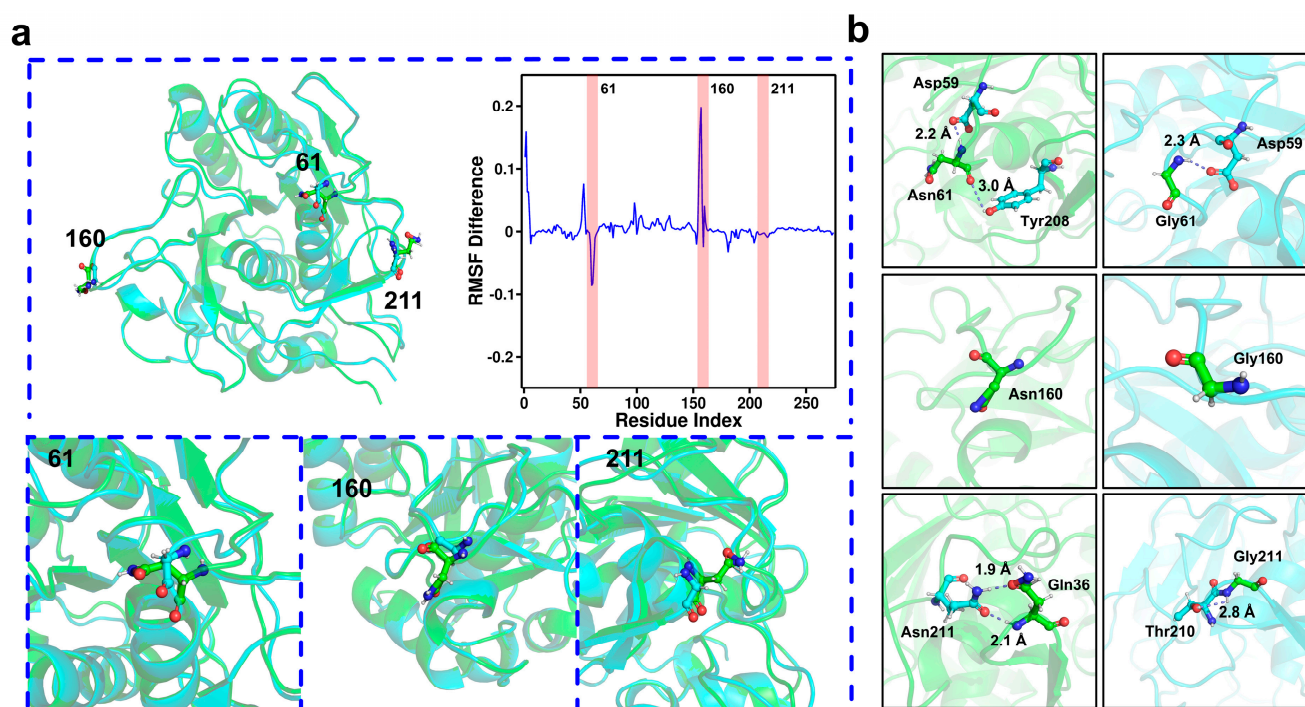 a
61
160
211
61
160
211
0.2
0.1
0
-0.1
-0.2
RMSF Difference
0 50 100 150 200 250
Residue Index
61
160
211
b
Asp59
2.2 Å
Asn61
3.0 Å
Tyr208
2.3 Å
Asp59
Gly61
Asn160
Gly160
1.9 Å
Gln36
Asn211
2.1 Å
Gly211
Thr210
2.8 Å